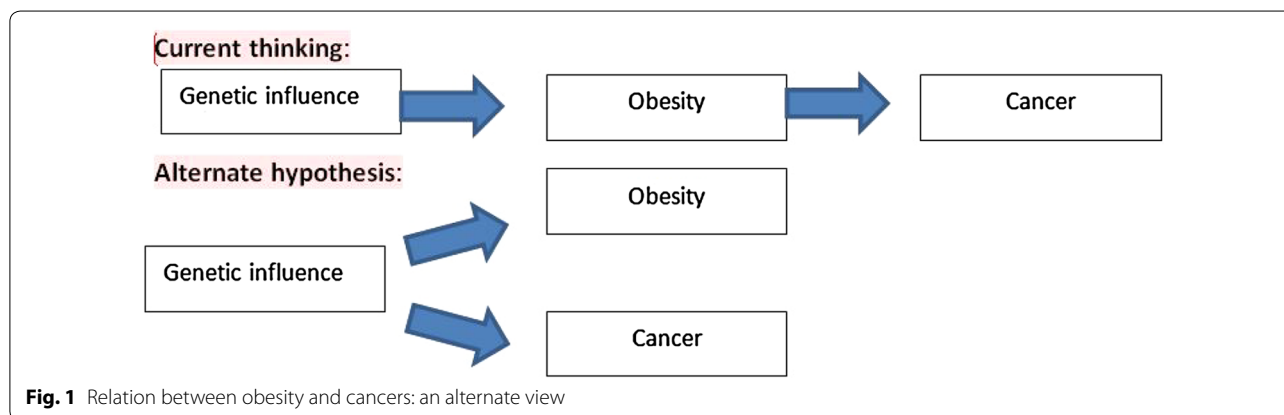 Current thinking:
Genetic influence
Obesity
Cancer
Alternate hypothesis:
Obesity
Genetic influence
Cancer
Fig. 1 Relation between obesity and cancers: an alternate view